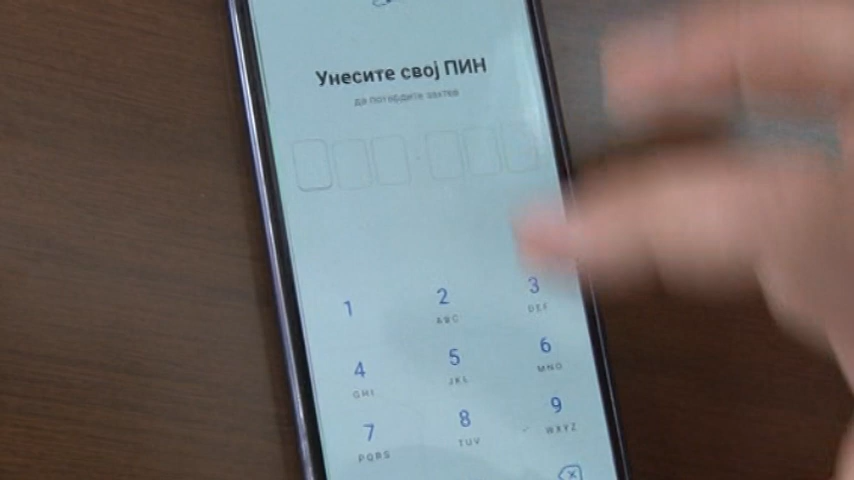 Унесите свој ПИН
да потврдите захтев
1 2 3
ABC DEF
4 5 6
GHI JKL MNO
7 8 9
PQRS TUV WXYZ